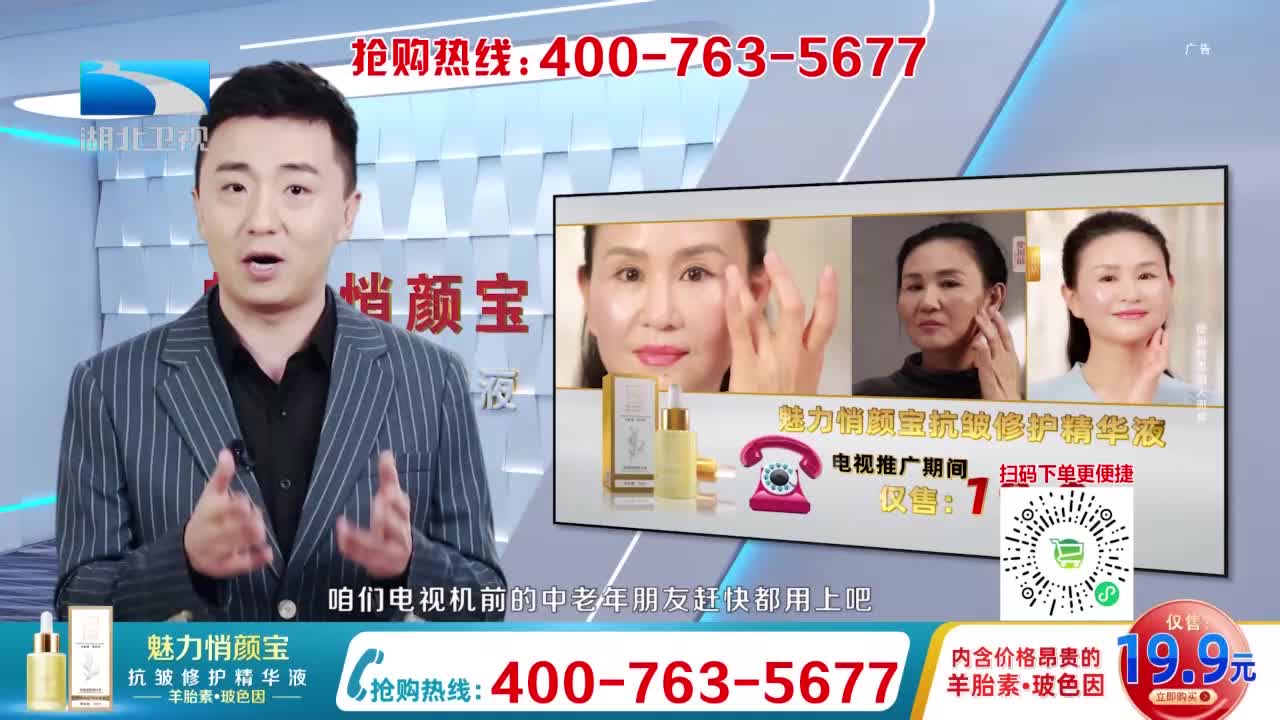 抢购热线:400-763-5677
广告
湖北卫视
悄颜宝
液
魅力悄颜宝抗皱修护精华液
电视推广期间
仅售:1
扫码下单更便捷
咱们电视机前的中老年朋友赶快都用上吧
魅力悄颜宝
抗皱修护精华液
羊胎素·玻色因
抢购热线:400-763-5677
内含价格昂贵的
羊胎素·玻色因
仅售:
19.9元
立即购买